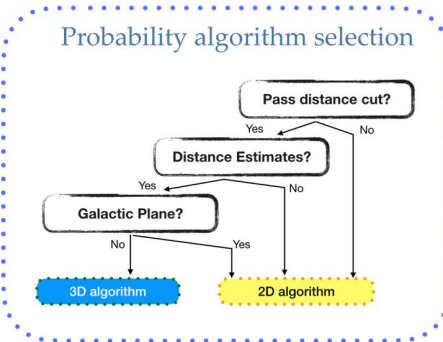 Probability algorithm selection
Pass distance cut?
Yes
No
Distance Estimates?
Yes
No
Galactic Plane?
No
Yes
3D algorithm
2D algorithm